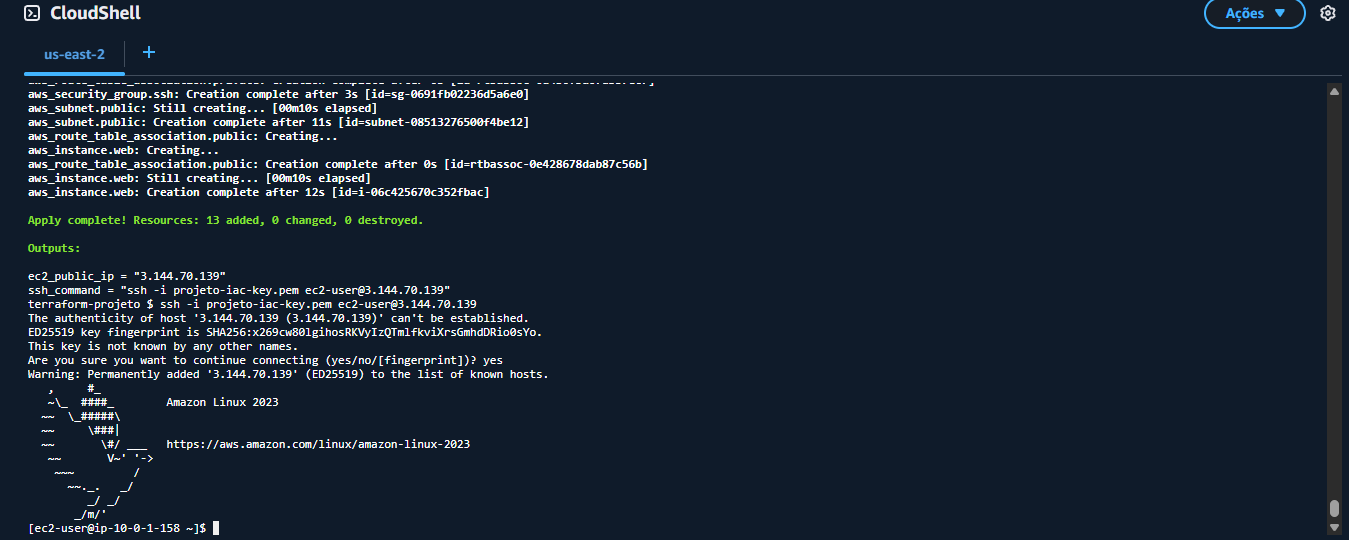 CloudShell
Ações
us-east-2
+
aws_security_group.ssh: Creation complete after 3s [id=sg-0691fb02236d5a6e0]
aws_subnet.public: Still creating... [00m10s elapsed]
aws_subnet.public: Creation complete after 11s [id=subnet-08513276500f4be12]
aws_route_table_association.public: Creating...
aws_instance.web: Creating...
aws_route_table_association.public: Creation complete after 0s [id=rtbassoc-0e428678dab87c56b]
aws_instance.web: Still creating... [00m10s elapsed]
aws_instance.web: Creation complete after 12s [id=i-06c425670c352fbac]
Apply complete! Resources: 13 added, 0 changed, 0 destroyed.
Outputs:
ec2_public_ip = "3.144.70.139"
ssh_command = "ssh -i projeto-iac-key.pem ec2-user@3.144.70.139"
terraform-projeto $ ssh -i projeto-iac-key.pem ec2-user@3.144.70.139
The authenticity of host '3.144.70.139 (3.144.70.139)' can't be established.
ED25519 key fingerprint is SHA256:x269cw80lgihosRKVyIzQTmlfkviXrsGmhdDRio0sYo.
This key is not known by any other names.
Are you sure you want to continue connecting (yes/no/[fingerprint])? yes
Warning: Permanently added '3.144.70.139' (ED25519) to the list of known hosts.
   ,     #_
   ~\_  ####_        Amazon Linux 2023
  ~~  \_#####\
  ~~     \###|
  ~~       \#/ ___   https://aws.amazon.com/linux/amazon-linux-2023
   ~~       V~' '->
    ~~~         /
      ~~._.   _/
         _/ _/
       _/m/'
[ec2-user@ip-10-0-1-158 ~]$